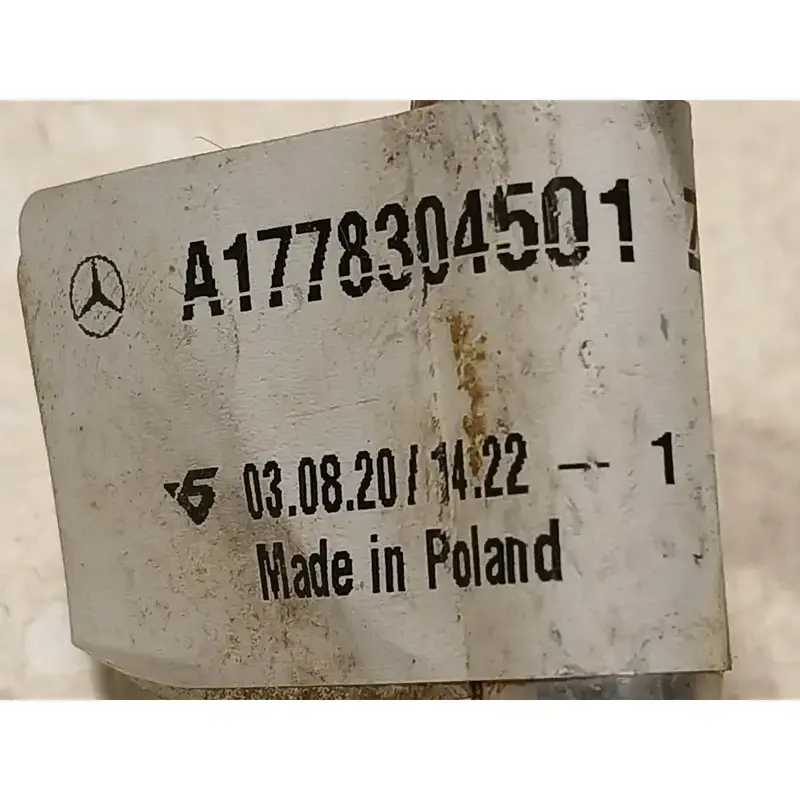 A1778304501
03.08.20/14.22 - 1
Made in Poland